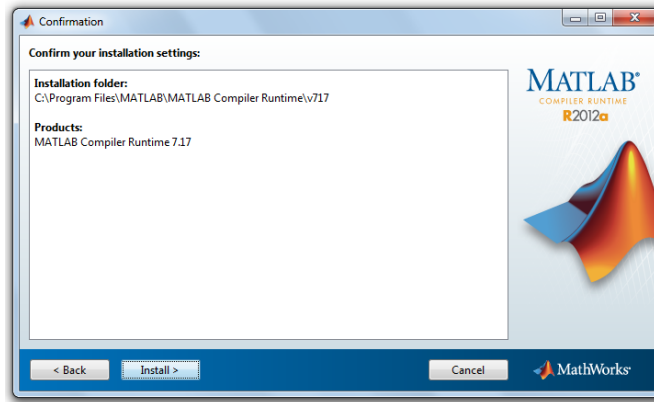 Confirmation
Confirm your installation settings:
Installation folder:
C:\Program Files\MATLAB\MATLAB Compiler Runtime\v717
Products:
MATLAB Compiler Runtime 7.17
MATLAB®
COMPILER RUNTIME
R2012a
< Back
Install >
Cancel
MathWorks®